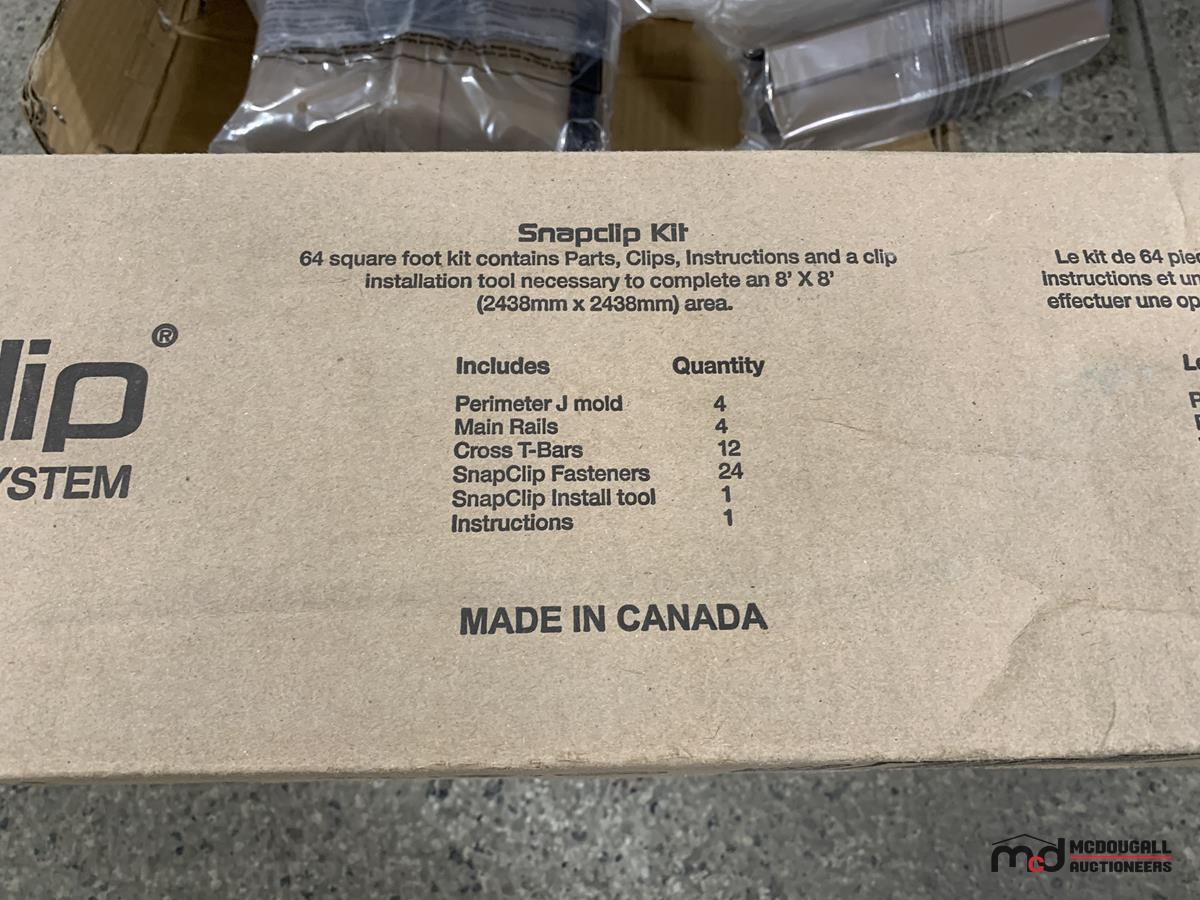 Snapclip Kit
64 square foot kit contains Parts, Clips, Instructions and a clip
installation tool necessary to complete an 8' X 8'
(2438mm x 2438mm) area.
Includes Quantity
Perimeter J mold 4
Main Rails 4
Cross T-Bars 12
SnapClip Fasteners 24
SnapClip Install tool 1
Instructions 1
MADE IN CANADA
lip®
YSTEM
Le kit de 64 pied
instructions et un
effectuer une op
mcd MCDOUGALL
AUCTIONEERS